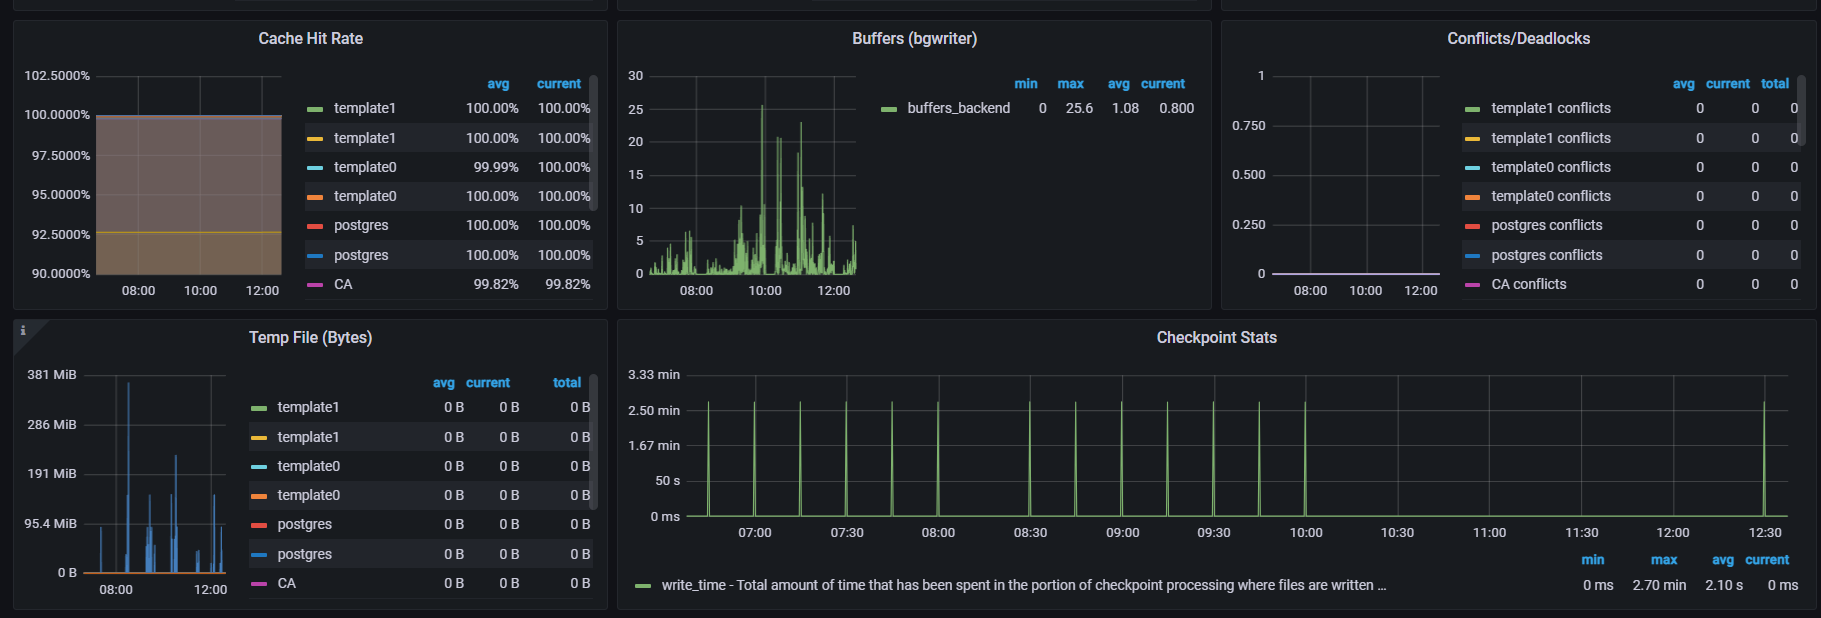 Cache Hit Rate
avg current
102.5000%
100.0000%
97.5000%
95.0000%
92.5000%
90.0000%
08:00 10:00 12:00
template1 100.00% 100.00%
template1 100.00% 100.00%
template0 99.99% 100.00%
template0 100.00% 100.00%
postgres 100.00% 100.00%
postgres 100.00% 100.00%
CA 99.82% 99.82%
Buffers (bgwriter)
30
25
20
15
10
5
0
08:00 10:00 12:00
min max avg current
buffers_backend 0 25.6 1.08 0.800
Conflicts/Deadlocks
1
0.750
0.500
0.250
0
08:00 10:00 12:00
avg current total
template1 conflicts 0 0 0
template1 conflicts 0 0 0
template0 conflicts 0 0 0
template0 conflicts 0 0 0
postgres conflicts 0 0 0
postgres conflicts 0 0 0
CA conflicts 0 0 0
i
Temp File (Bytes)
381 MiB
286 MiB
191 MiB
95.4 MiB
0 B
08:00 12:00
avg current total
template1 0 B 0 B 0 B
template1 0 B 0 B 0 B
template0 0 B 0 B 0 B
template0 0 B 0 B 0 B
postgres 0 B 0 B 0 B
postgres 0 B 0 B 0 B
CA 0 B 0 B 0 B
Checkpoint Stats
3.33 min
2.50 min
1.67 min
50 s
0 ms
07:00 07:30 08:00 08:30 09:00 09:30 10:00 10:30 11:00 11:30 12:00 12:30
min max avg current
write_time - Total amount of time that has been spent in the portion of checkpoint processing where files are written ... 0 ms 2.70 min 2.10 s 0 ms